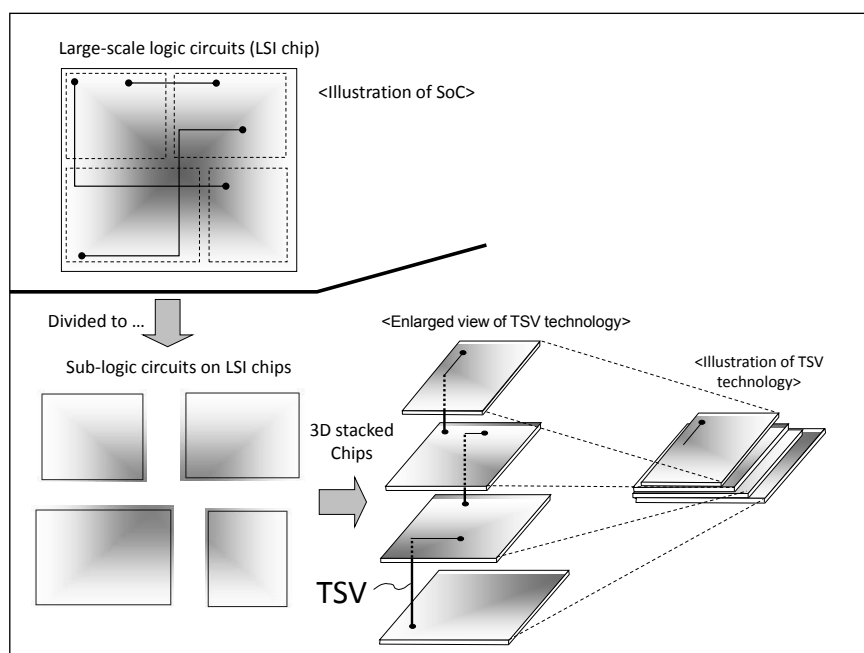 Large-scale logic circuits (LSI chip)
<Illustration of SoC>
Divided to ...
Sub-logic circuits on LSI chips
<Enlarged view of TSV technology>
<Illustration of TSV
technology>
3D stacked
Chips
TSV